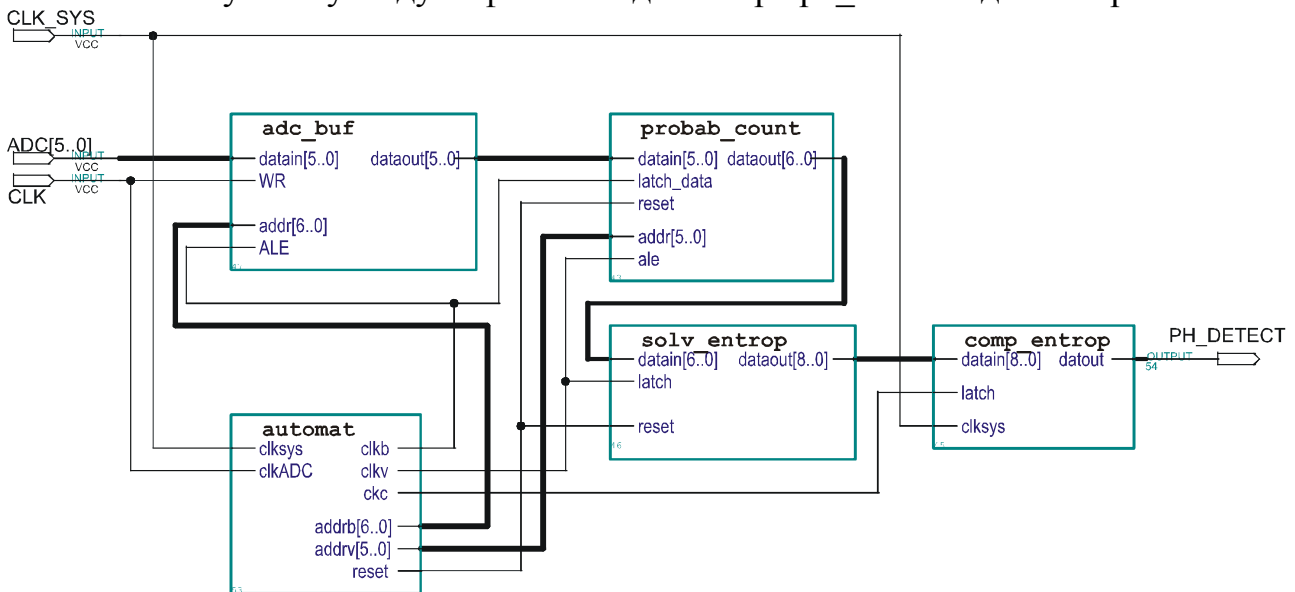 CLK_SYS
INPUT
VCC
ADC[5..0]
INPUT
VCC
CLK
INPUT
VCC
adc_buf
datain[5..0] dataout[5..0]
WR
addr[6..0]
ALE
probab_count
datain[5..0] dataout[6..0]
latch_data
reset
addr[5..0]
ale
solv_entrop
datain[6..0] dataout[8..0]
latch
reset
46
comp_entrop
datain[8..0] datout
latch
clksys
PH_DETECT
OUTPUT
54
automat
clksys clkb
clkADC clkv
ckc
addrb[6..0]
addrv[5..0]
reset